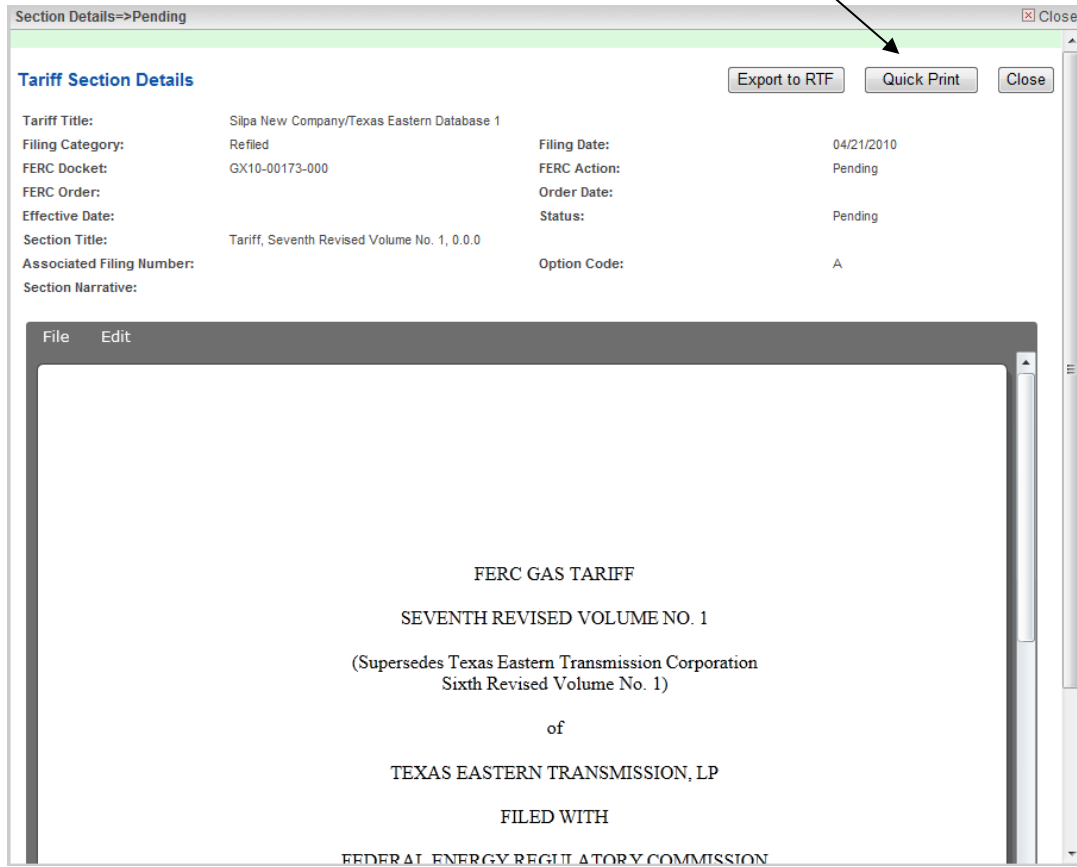 Section Details=>Pending Close
Tariff Section Details Export to RTF Quick Print Close
Tariff Title: Silpa New Company/Texas Eastern Database 1
Filing Category: Refiled Filing Date: 04/21/2010
FERC Docket: GX10-00173-000 FERC Action: Pending
FERC Order: Order Date:
Effective Date: Status: Pending
Section Title: Tariff, Seventh Revised Volume No. 1, 0.0.0
Associated Filing Number: Option Code: A
Section Narrative:
File Edit
FERC GAS TARIFF
SEVENTH REVISED VOLUME NO. 1
(Supersedes Texas Eastern Transmission Corporation
Sixth Revised Volume No. 1)
of
TEXAS EASTERN TRANSMISSION, LP
FILED WITH
FEDERAL ENERGY REGULATORY COMMISSION